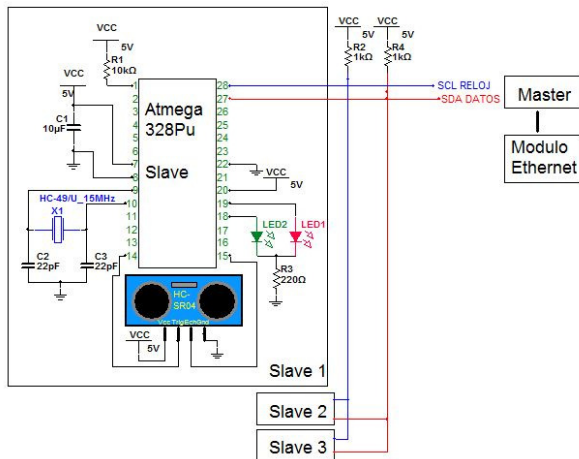 VCC
5V
R1
10kΩ
VCC
5V
C1
10µF
HC-49/U_15MHz
X1
C2
22pF
C3
22pF
Atmega
328Pu
Slave
1
2
3
4
5
6
7
8
9
10
11
12
13
14
28
27
26
25
24
23
22
21
20
19
18
17
16
15
VCC
5V
LED2
LED1
R3
220Ω
HC-
SR04
Vcc Trig Echo Gnd
VCC
5V
Slave 1
VCC
5V
R2
1kΩ
VCC
5V
R4
1kΩ
SCL RELOJ
SDA DATOS
Master
Modulo
Ethernet
Slave 2
Slave 3